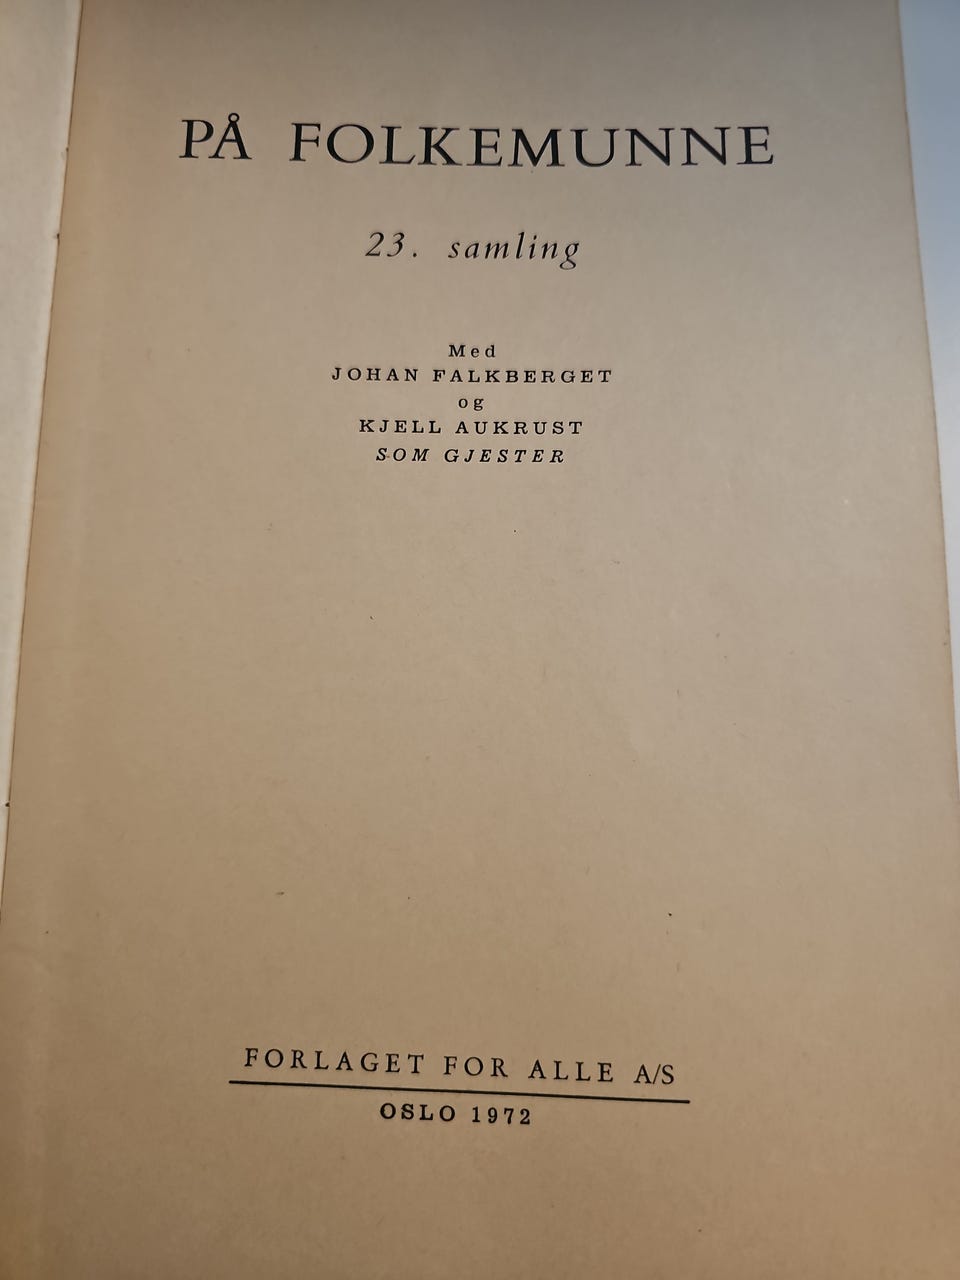 PÅ FOLKEMUNNE
23. samling
Med
JOHAN FALKBERGET
og
KJELL AUKRUST
SOM GJESTER
FORLAGET FOR ALLE A/S
OSLO 1972